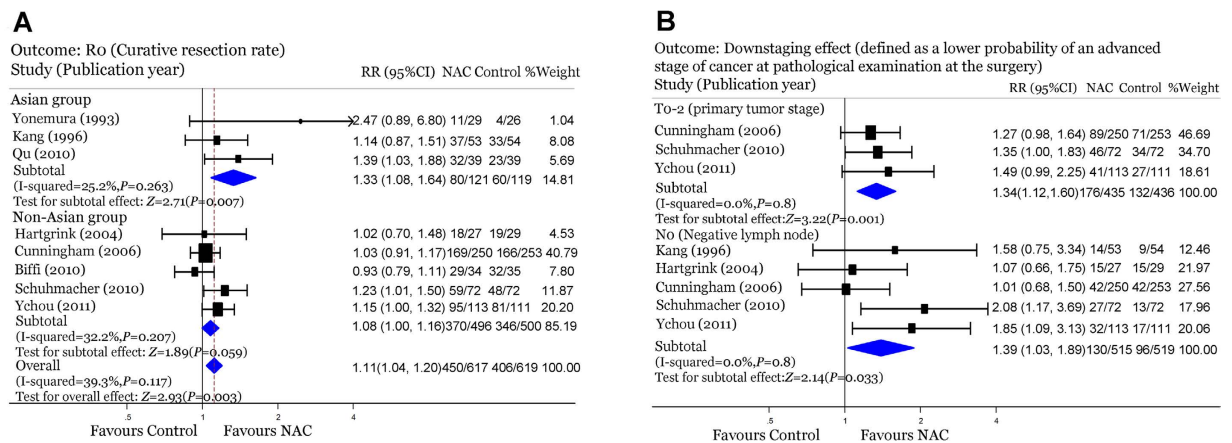 A
Outcome: R0 (Curative resection rate)
Study (Publication year)
RR (95%CI) NAC Control %Weight
Asian group
Yonemura (1993) 2.47 (0.89, 6.80) 11/29 4/26 1.04
Kang (1996) 1.14 (0.87, 1.51) 37/53 33/54 8.08
Qu (2010) 1.39 (1.03, 1.88) 32/39 23/39 5.69
Subtotal 1.33 (1.08, 1.64) 80/121 60/119 14.81
(I-squared=25.2%,P=0.263)
Test for subtotal effect: Z=2.71(P=0.007)
Non-Asian group
Hartgrink (2004) 1.02 (0.70, 1.48) 18/27 19/29 4.53
Cunningham (2006) 1.03 (0.91, 1.17) 169/250 166/253 40.79
Biffi (2010) 0.93 (0.79, 1.11) 29/34 32/35 7.80
Schuhmacher (2010) 1.23 (1.01, 1.50) 59/72 48/72 11.87
Ychou (2011) 1.15 (1.00, 1.32) 95/113 81/111 20.20
Subtotal 1.08 (1.00, 1.16) 370/496 346/500 85.19
(I-squared=32.2%,P=0.207)
Test for subtotal effect: Z=1.89(P=0.059)
Overall 1.11(1.04, 1.20) 450/617 406/619 100.00
(I-squared=39.3%,P=0.117)
Test for overall effect: Z=2.93(P=0.003)
.5 1 4
Favours Control Favours NAC
B
Outcome: Downstaging effect (defined as a lower probability of an advanced
stage of cancer at pathological examination at the surgery)
Study (Publication year)
RR (95%CI) NAC Control %Weight
T0-2 (primary tumor stage)
Cunningham (2006) 1.27 (0.98, 1.64) 89/250 71/253 46.69
Schuhmacher (2010) 1.35 (1.00, 1.83) 46/72 34/72 34.70
Ychou (2011) 1.49 (0.99, 2.25) 41/113 27/111 18.61
Subtotal 1.34(1.12,1.60) 176/435 132/436 100.00
(I-squared=0.0%,P=0.8)
Test for subtotal effect:Z=3.22(P=0.001)
N0 (Negative lymph node)
Kang (1996) 1.58 (0.75, 3.34) 14/53 9/54 12.46
Hartgrink (2004) 1.07 (0.66, 1.75) 15/27 15/29 21.97
Cunningham (2006) 1.01 (0.68, 1.50) 42/250 42/253 27.56
Schuhmacher (2010) 2.08 (1.17, 3.69) 27/72 13/72 17.96
Ychou (2011) 1.85 (1.09, 3.13) 32/113 17/111 20.06
Subtotal 1.39 (1.03, 1.89) 130/515 96/519 100.00
(I-squared=0.0%,P=0.8)
Test for subtotal effect:Z=2.14(P=0.033)
.5 1 4
Favours Control Favours NAC